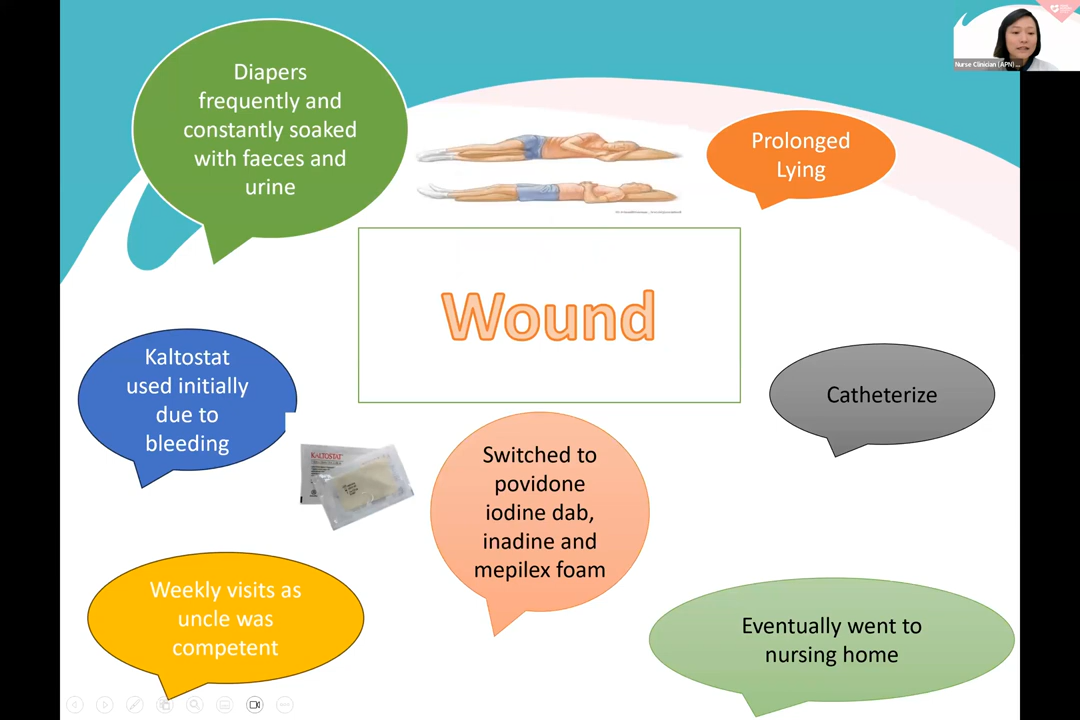 Diapers
frequently and
constantly soaked
with faeces and
urine
Prolonged
Lying
Nurse Clinician (APN) ...
Wound
Kaltostat
used initially
due to
bleeding
KALTOSTAT
Catheterize
Switched to
povidone
iodine dab,
inadine and
mepilex foam
Weekly visits as
uncle was
competent
Eventually went to
nursing home